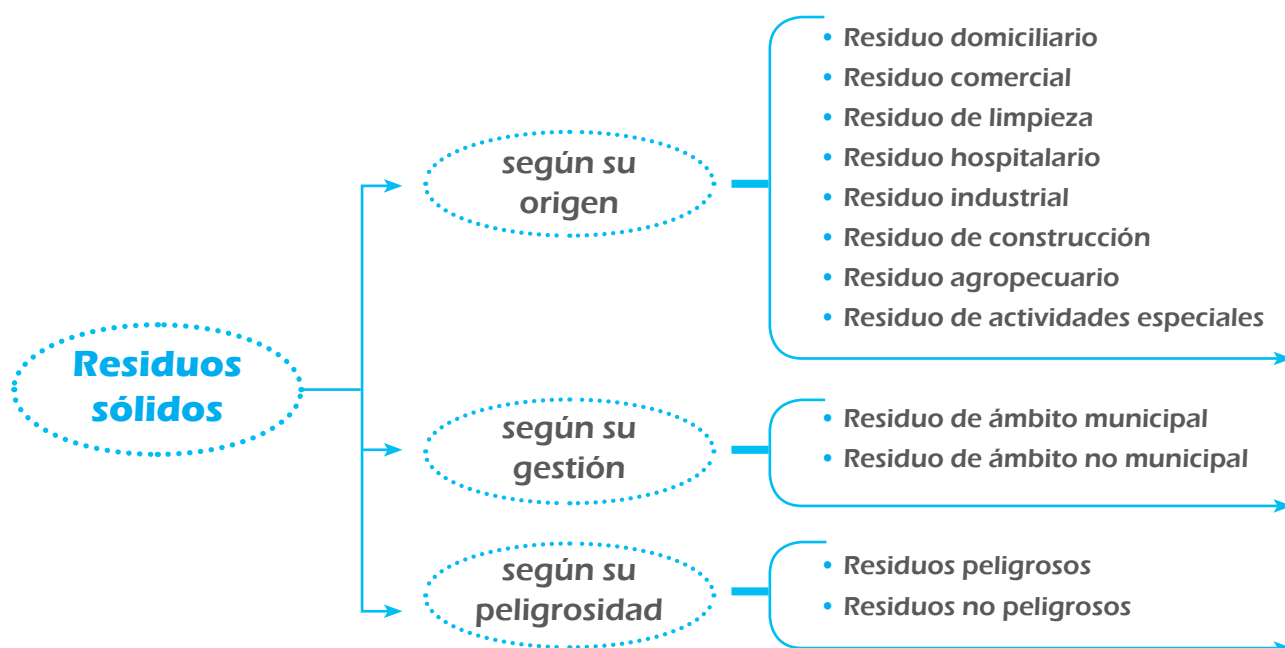 Residuos
sólidos
según su
origen
• Residuo domiciliario
• Residuo comercial
• Residuo de limpieza
• Residuo hospitalario
• Residuo industrial
• Residuo de construcción
• Residuo agropecuario
• Residuo de actividades especiales
según su
gestión
• Residuo de ámbito municipal
• Residuo de ámbito no municipal
según su
peligrosidad
• Residuos peligrosos
• Residuos no peligrosos